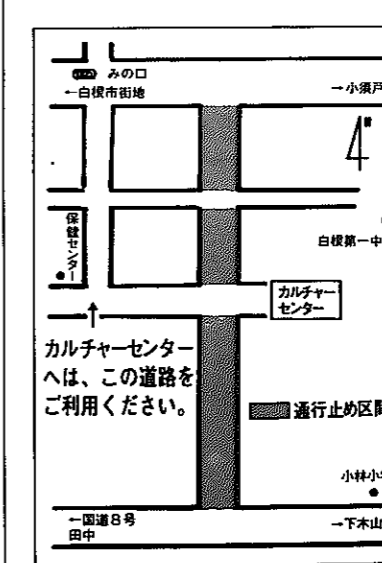 みの口
←白根市街地
→小須戸
保健センター
白根第一中
カルチャー
センター
カルチャーセンター
へは、この道路を
ご利用ください。
通行止め区間
小林小学
←国道8号
田中
→下木山